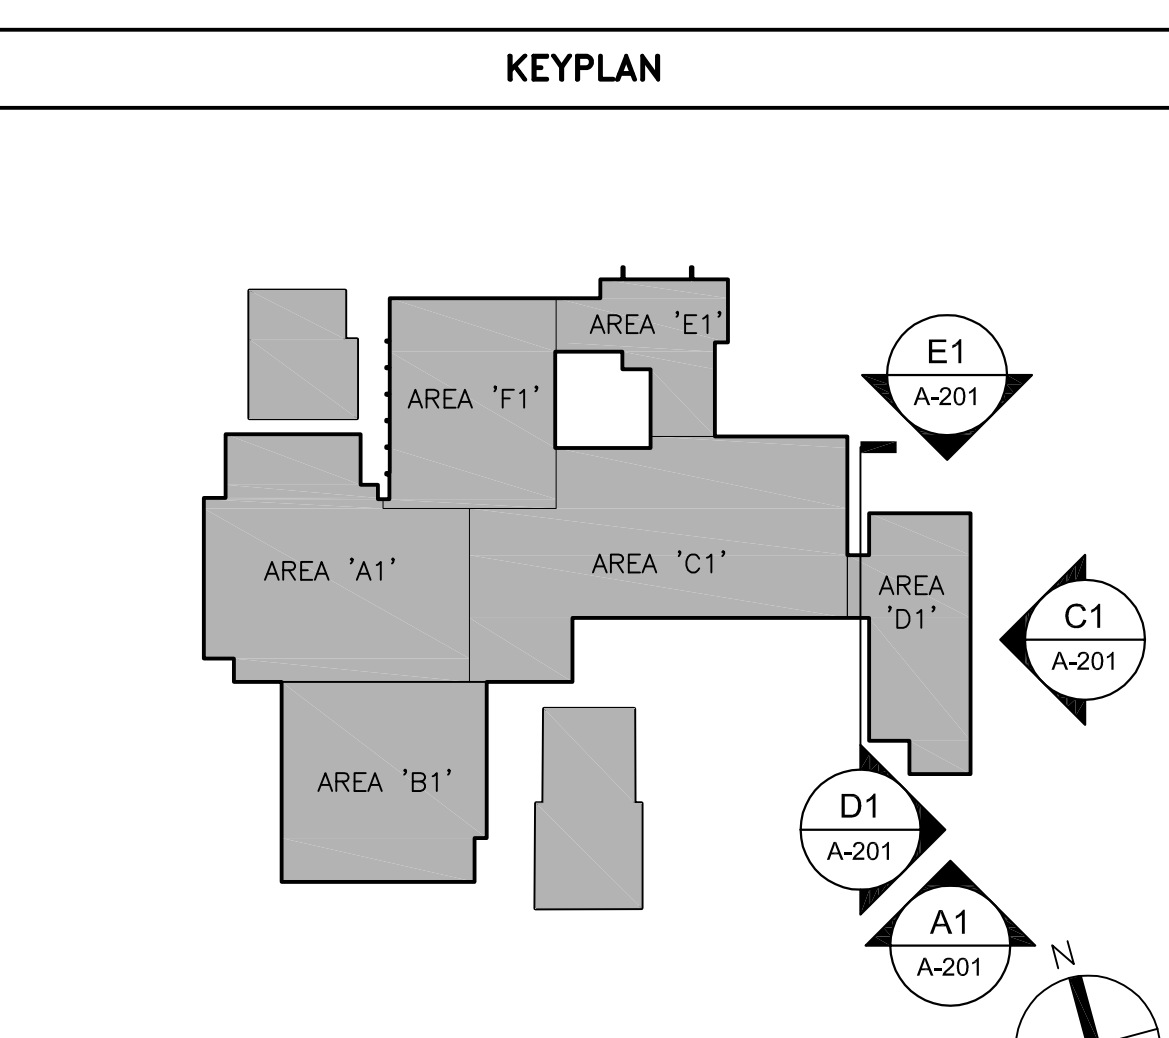 KEYPLAN
AREA 'E1'
E1
A-201
AREA 'F1'
AREA 'A1'
AREA 'C1'
AREA
'D1'
C1
A-201
AREA 'B1'
D1
A-201
A1
A-201
N